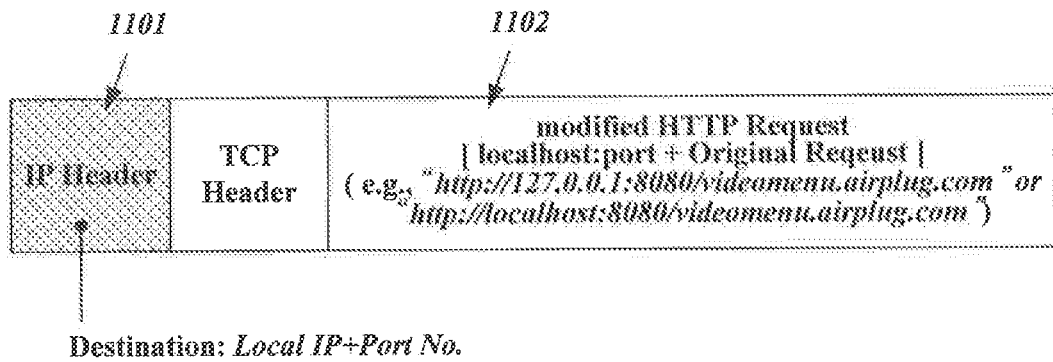 1101
1102
IP Header
TCP
Header
modified HTTP Request
[ localhost:port + Original Reqeust ]
( e.g., "http://127.0.0.1:8080/videomenu.airplug.com" or
"http://localhost:8080/videomenu.airplug.com")
Destination: Local IP+Port No.